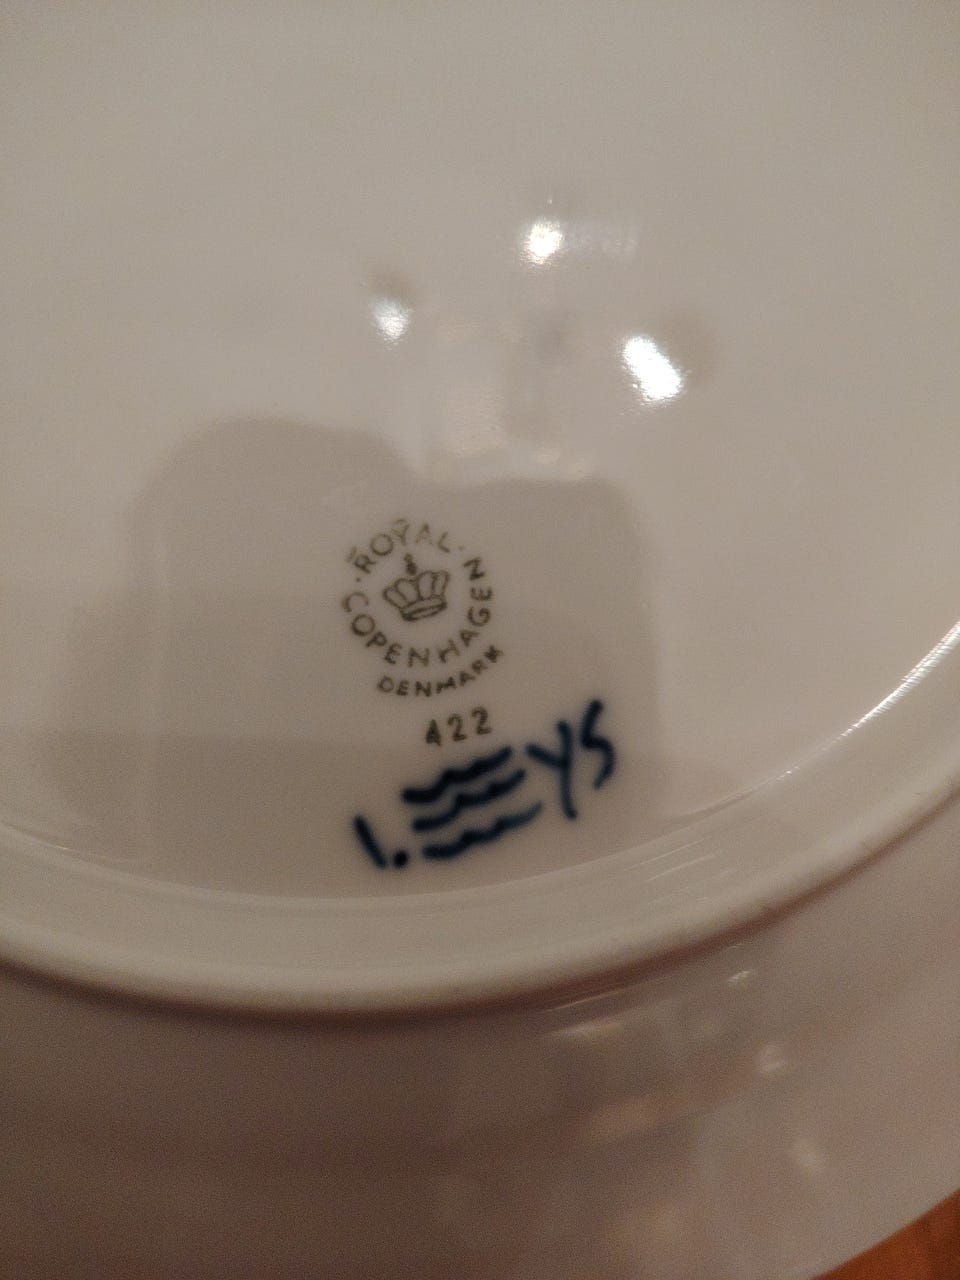 ROYAL
COPENHAGEN
DENMARK
422
1.
YS